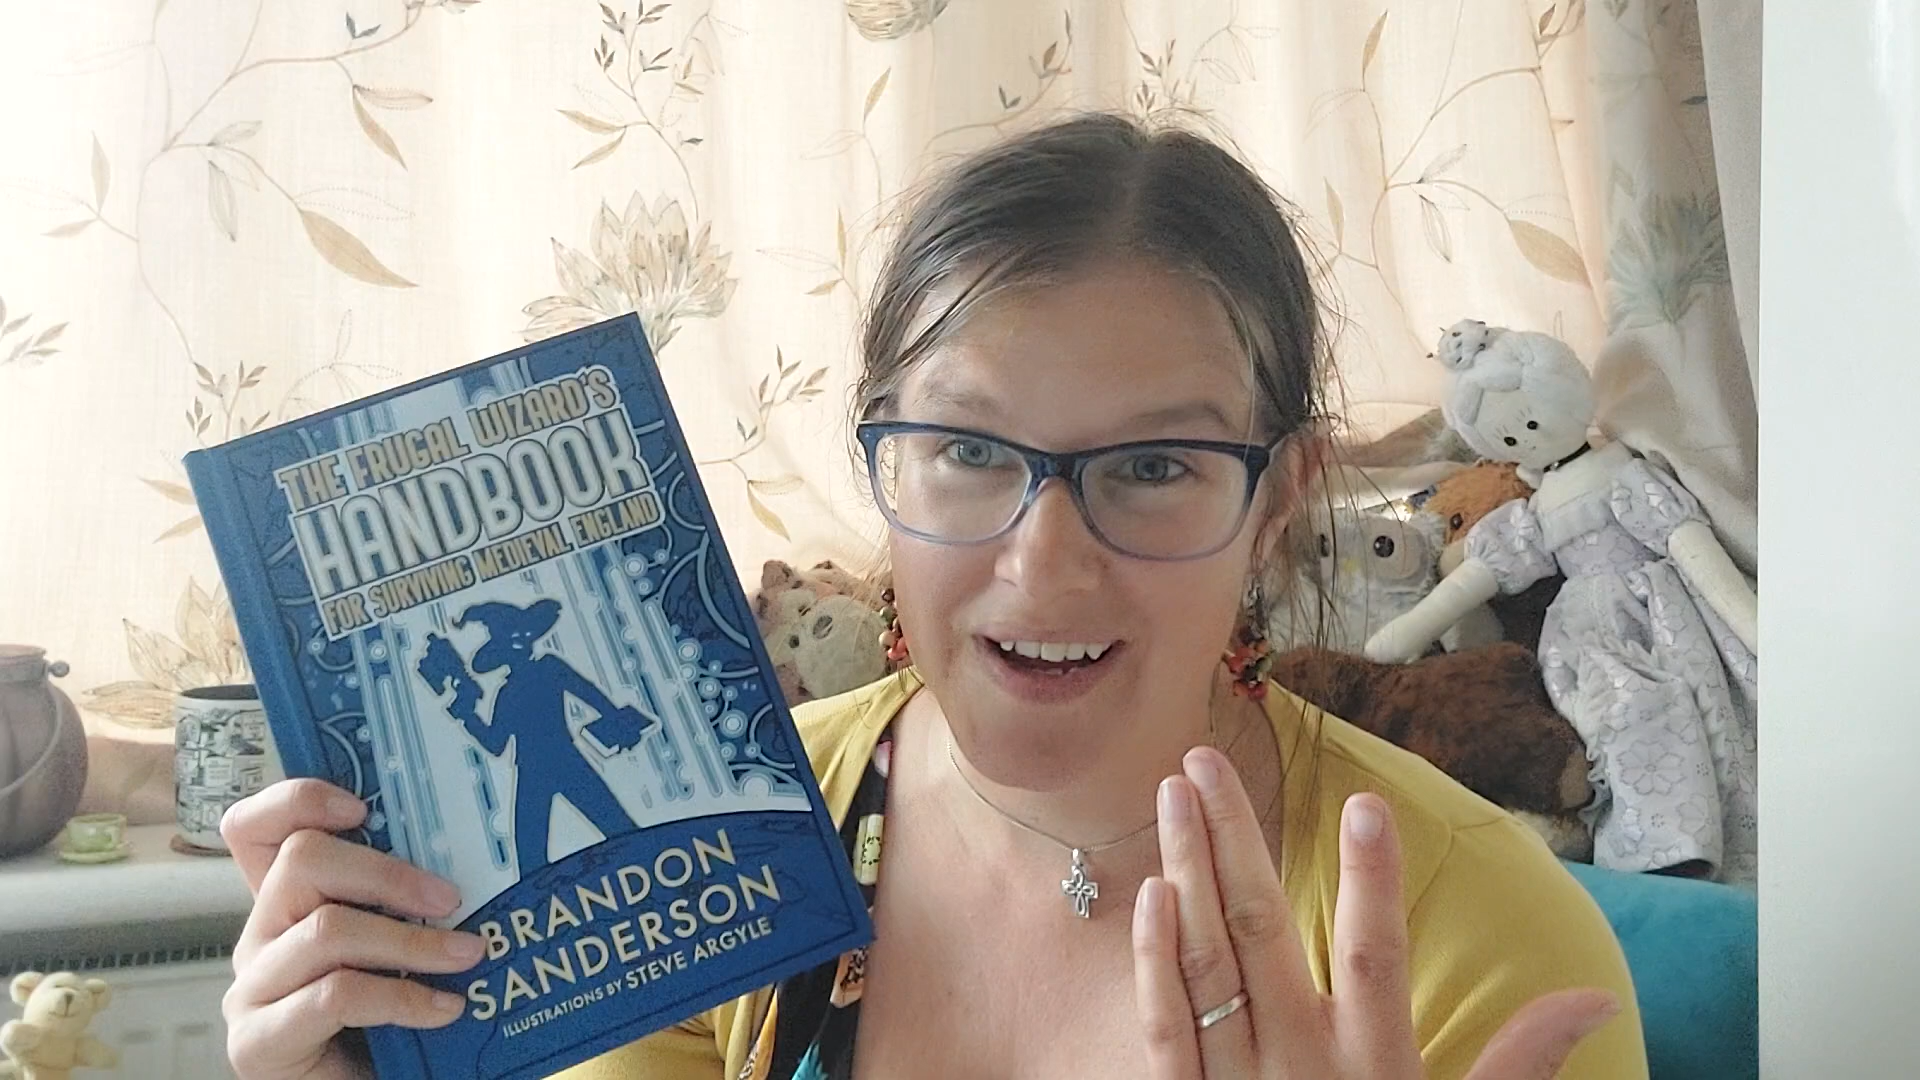 THE FRUGAL WIZARD'S
HANDBOOK
FOR SURVIVING MEDIEVAL ENGLAND
BRANDON
SANDERSON
ILLUSTRATIONS BY STEVE ARGYLE